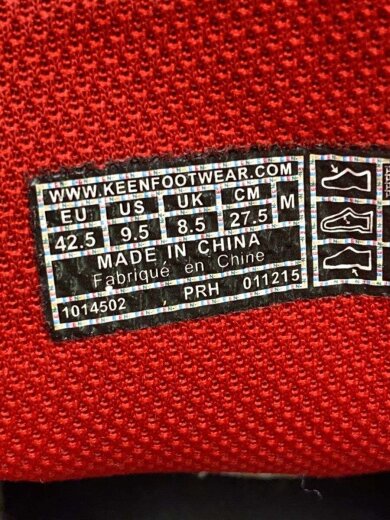 WWW.KEENFOOTWEAR.COM
EU US UK CM M
42.5 9.5 8.5 27.5
MADE IN CHINA
Fabriqué en Chine
1014502 , PRH 011215